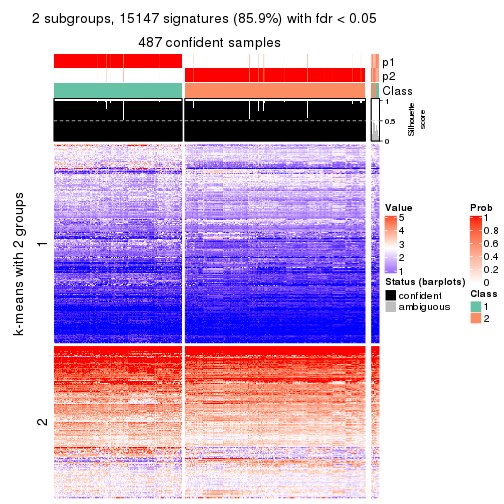 2 subgroups, 15147 signatures (85.9%) with fdr < 0.05
487 confident samples
p1
p2
Class
1
0.5
0
Silhouette
score
k-means with 2 groups
1
2
Value
5
4
3
2
1
Status (barplots)
confident
ambiguous
Prob
1
0.8
0.6
0.4
0.2
0
Class
1
2